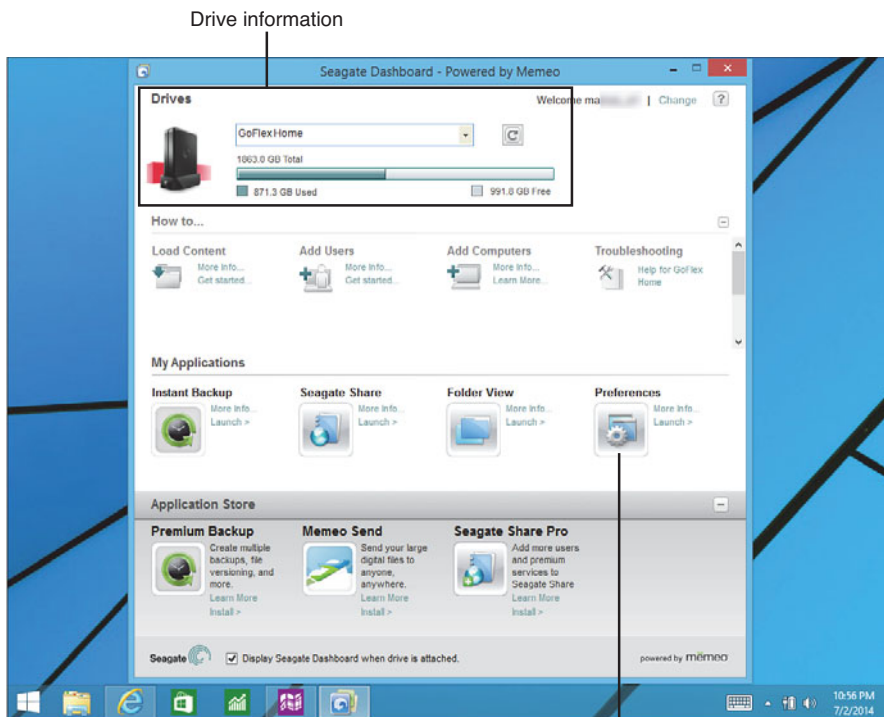 Drive information
Seagate Dashboard - Powered by Memeo
Drives
Welcome ma
| Change
?
GoFlex Home
1863.0 GB Total
871.3 GB Used
991.8 GB Free
How to...
Load Content
More Info...
Get started...
Add Users
More Info...
Get started...
Add Computers
More Info...
Learn More...
Troubleshooting
Help for GoFlex
Home
My Applications
Instant Backup
More Info...
Launch >
Seagate Share
More Info...
Launch >
Folder View
More Info...
Launch >
Preferences
More Info...
Launch >
Application Store
Premium Backup
Create multiple
backups, file
versioning, and
more.
Learn More
Install >
Memeo Send
Send your large
digital files to
anyone,
anywhere.
Learn More
Install >
Seagate Share Pro
Add more users
and premium
services to
Seagate Share
Learn More
Install >
Seagate
Display Seagate Dashboard when drive is attached.
powered by mëmeo
10:56 PM
7/2/2014